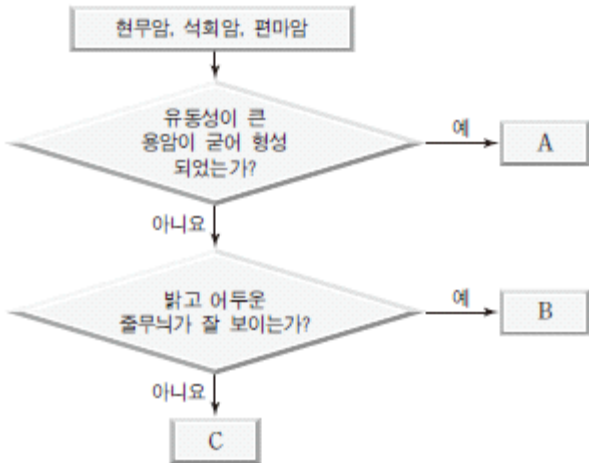 현무암, 석회암, 편마암
유동성이 큰
용암이 굳어 형성
되었는가?
예
A
아니요
밝고 어두운
줄무늬가 잘 보이는가?
예
B
아니요
C